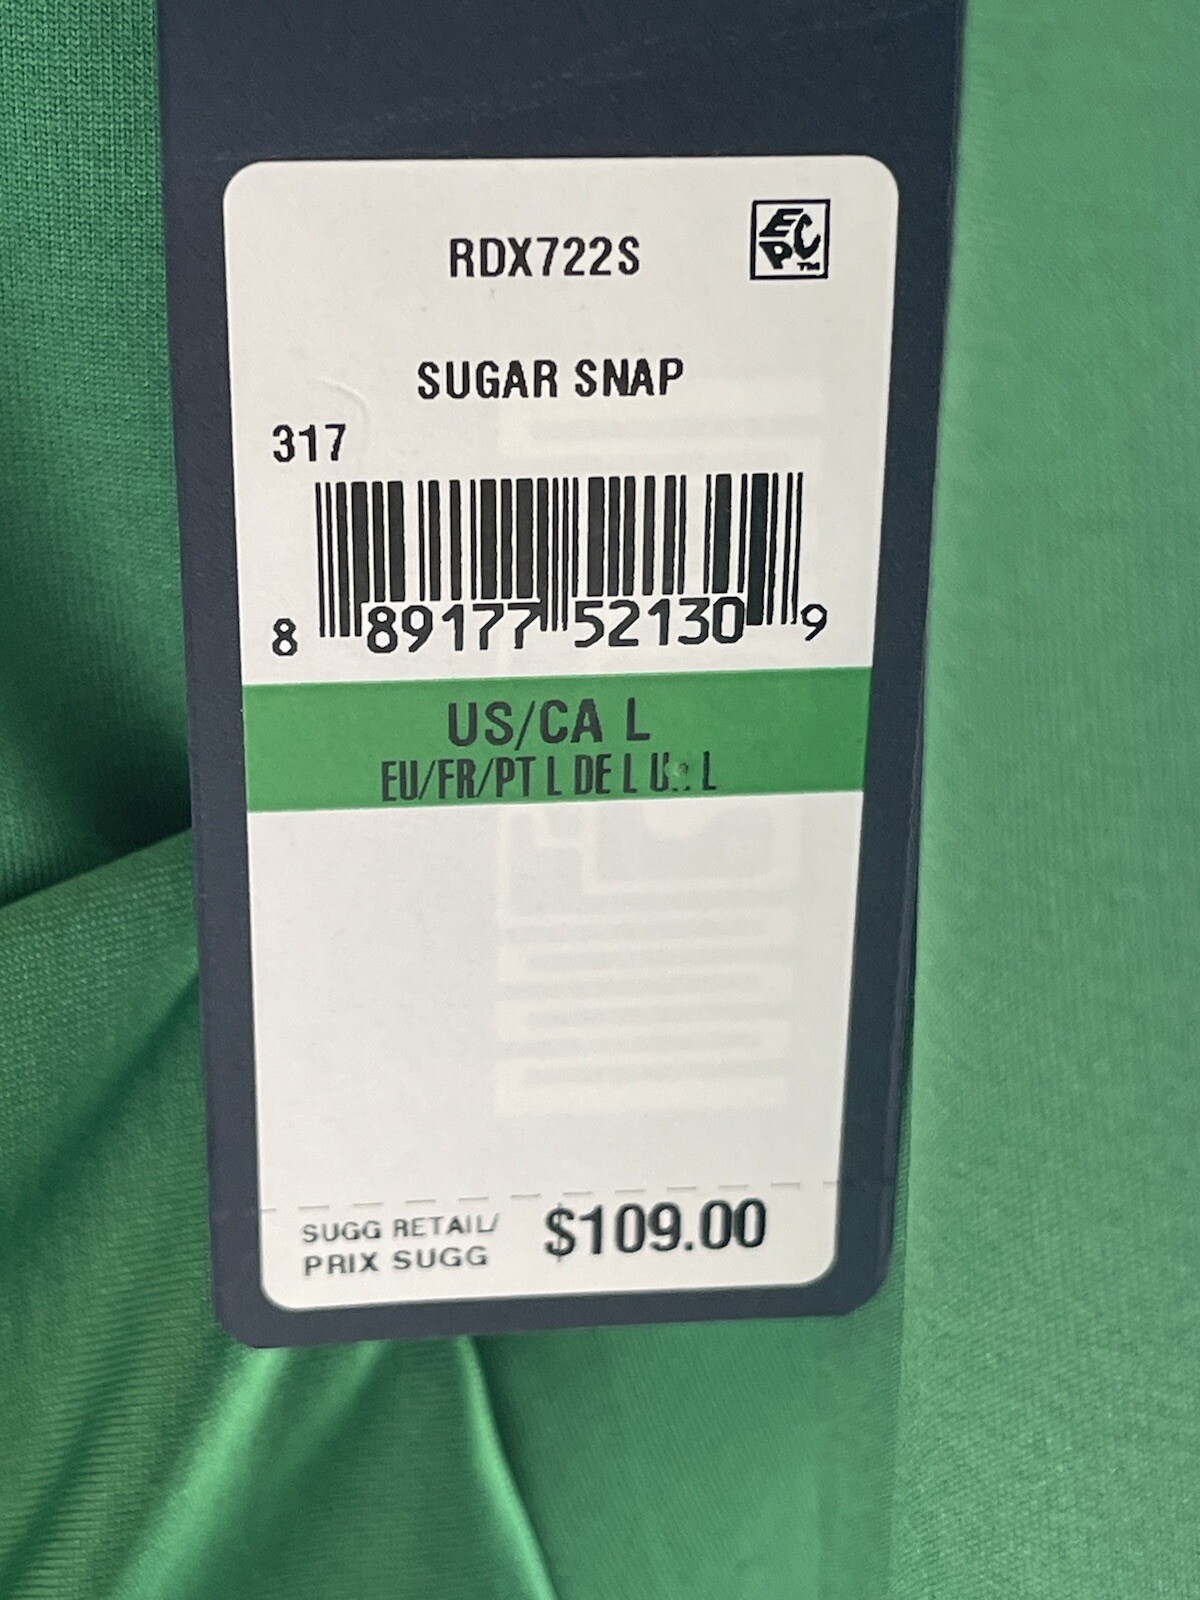 RDX722S
EPC™
SUGAR SNAP
317
8 89177 52130 9
US/CA L
EU/FR/PT L DE L L
SUGG RETAIL/
PRIX SUGG
$109.00